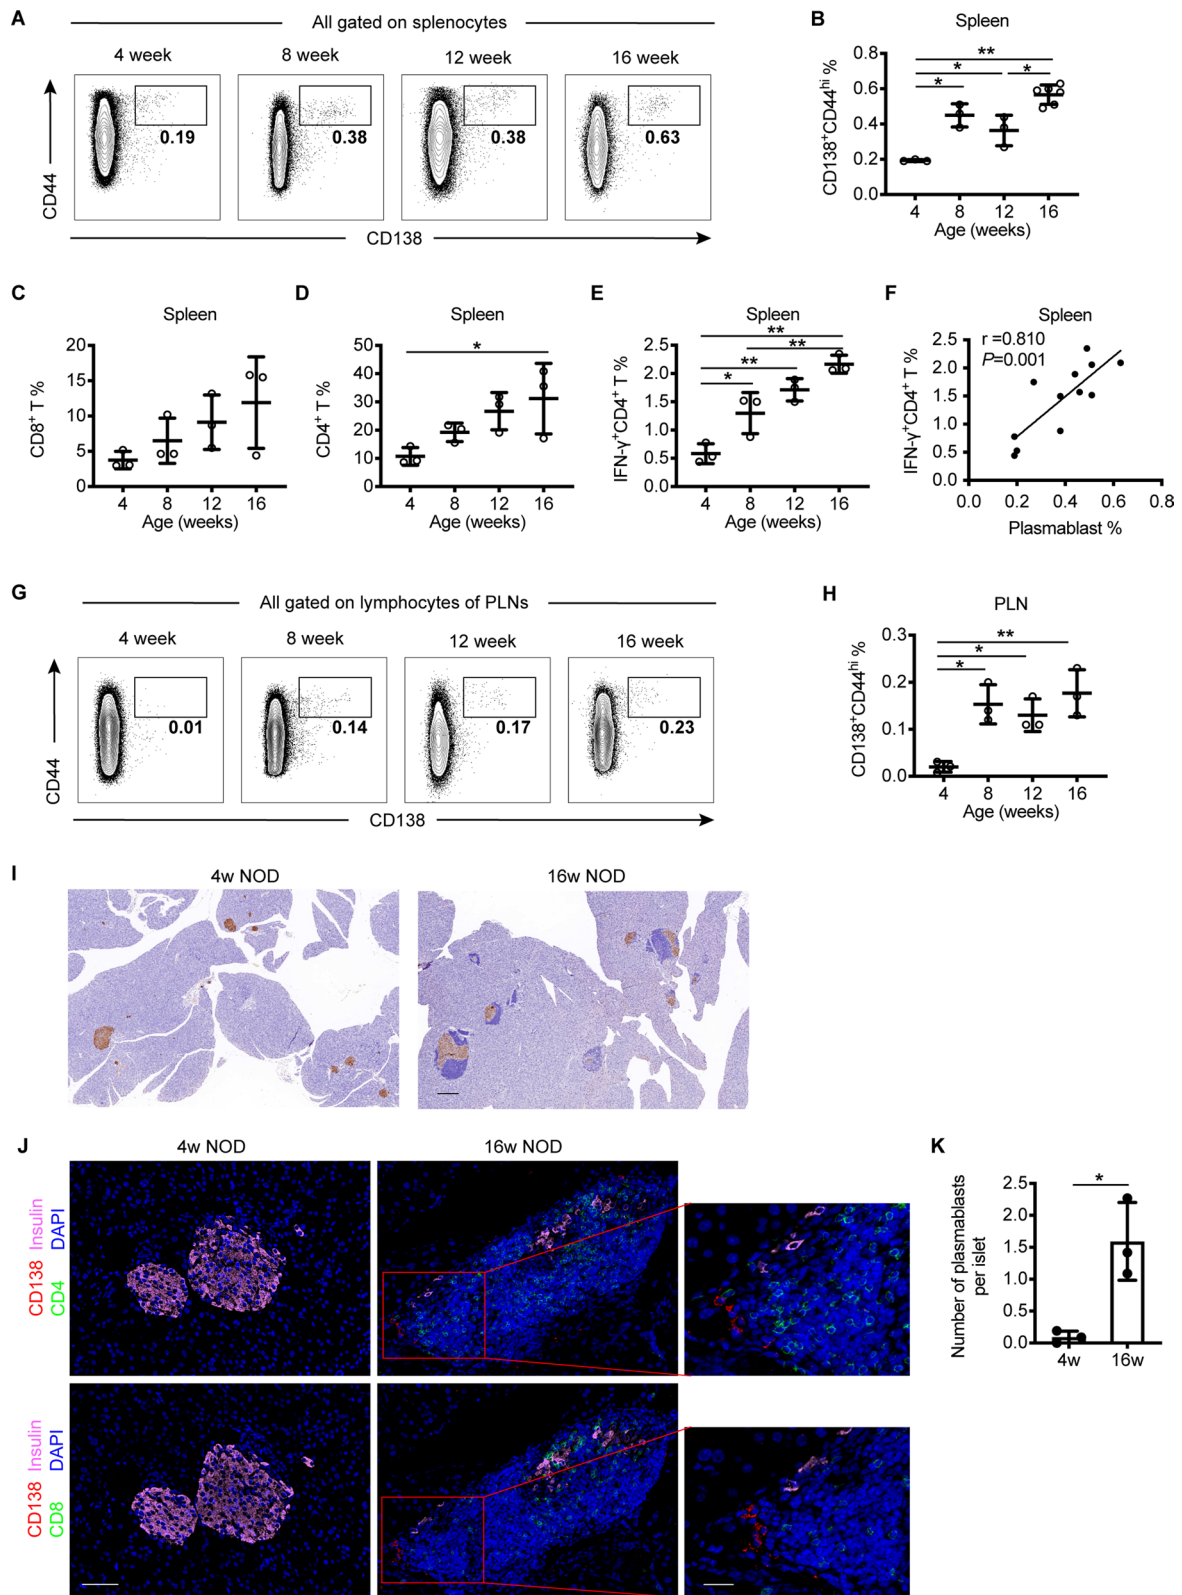 A
All gated on splenocytes
4 week
8 week
12 week
16 week
0.19
0.38
0.38
0.63
CD44
CD138
B
Spleen
CD138⁺CD44ʰⁱ %
0.8
0.6
0.4
0.2
0.0
*
*
**
*
4
8
12
16
Age (weeks)
C
Spleen
CD8⁺ T %
20
15
10
5
0
4
8
12
16
Age (weeks)
D
Spleen
CD4⁺ T %
50
40
30
20
10
0
*
4
8
12
16
Age (weeks)
E
Spleen
IFN-γ⁺CD4⁺ T %
2.5
2.0
1.5
1.0
0.5
0.0
**
**
**
*
4
8
12
16
Age (weeks)
F
Spleen
r =0.810
P=0.001
IFN-γ⁺CD4⁺ T %
2.5
2.0
1.5
1.0
0.5
0.0
0.0
0.2
0.4
0.6
0.8
Plasmablast %
G
All gated on lymphocytes of PLNs
4 week
8 week
12 week
16 week
0.01
0.14
0.17
0.23
CD44
CD138
H
PLN
CD138⁺CD44ʰⁱ %
0.3
0.2
0.1
0.0
**
*
*
4
8
12
16
Age (weeks)
I
4w NOD
16w NOD
J
4w NOD
16w NOD
CD138 Insulin
CD4 DAPI
CD138 Insulin
CD8 DAPI
K
Number of plasmablasts
per islet
2.5
2.0
1.5
1.0
0.5
0.0
*
4w
16w